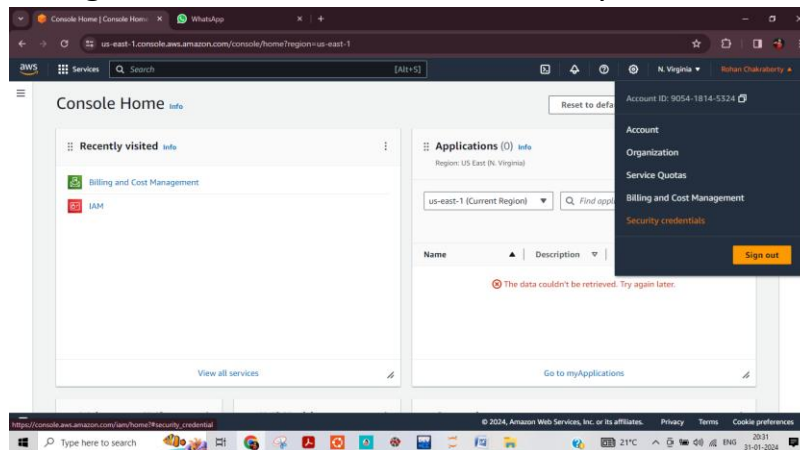 Console Home | Console Home
WhatsApp
us-east-1.console.aws.amazon.com/console/home?region=us-east-1
aws
Services
Search
[Alt+S]
N. Virginia
Rohan Chakraborty
Console Home Info
Reset to defa
Account ID: 9054-1814-5324
Account
Organization
Service Quotas
Billing and Cost Management
Security credentials
Sign out
Recently visited Info
Billing and Cost Management
IAM
View all services
Applications (0) Info
Region: US East (N. Virginia)
us-east-1 (Current Region)
Find appli
Name
Description
The data couldn't be retrieved. Try again later.
Go to myApplications
https://console.aws.amazon.com/iam/home?#security_credential
© 2024, Amazon Web Services, Inc. or its affiliates.
Privacy
Terms
Cookie preferences
Type here to search
21°C
ENG
20:31
31-01-2024